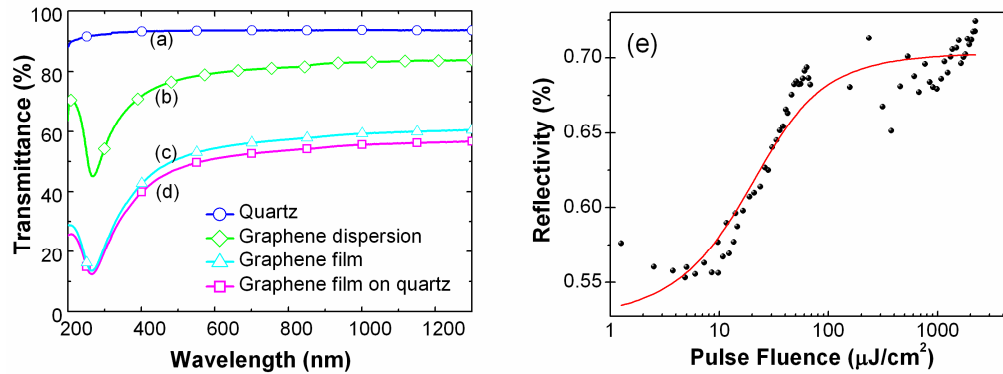 100
80
60
40
20
0
Transmittance (%)
(a)
(b)
(c)
(d)
Quartz
Graphene dispersion
Graphene film
Graphene film on quartz
200 400 600 800 1000 1200
Wavelength (nm)
(e)
0.70
0.65
0.60
0.55
Reflectivity (%)
1 10 100 1000
Pulse Fluence (μJ/cm²)